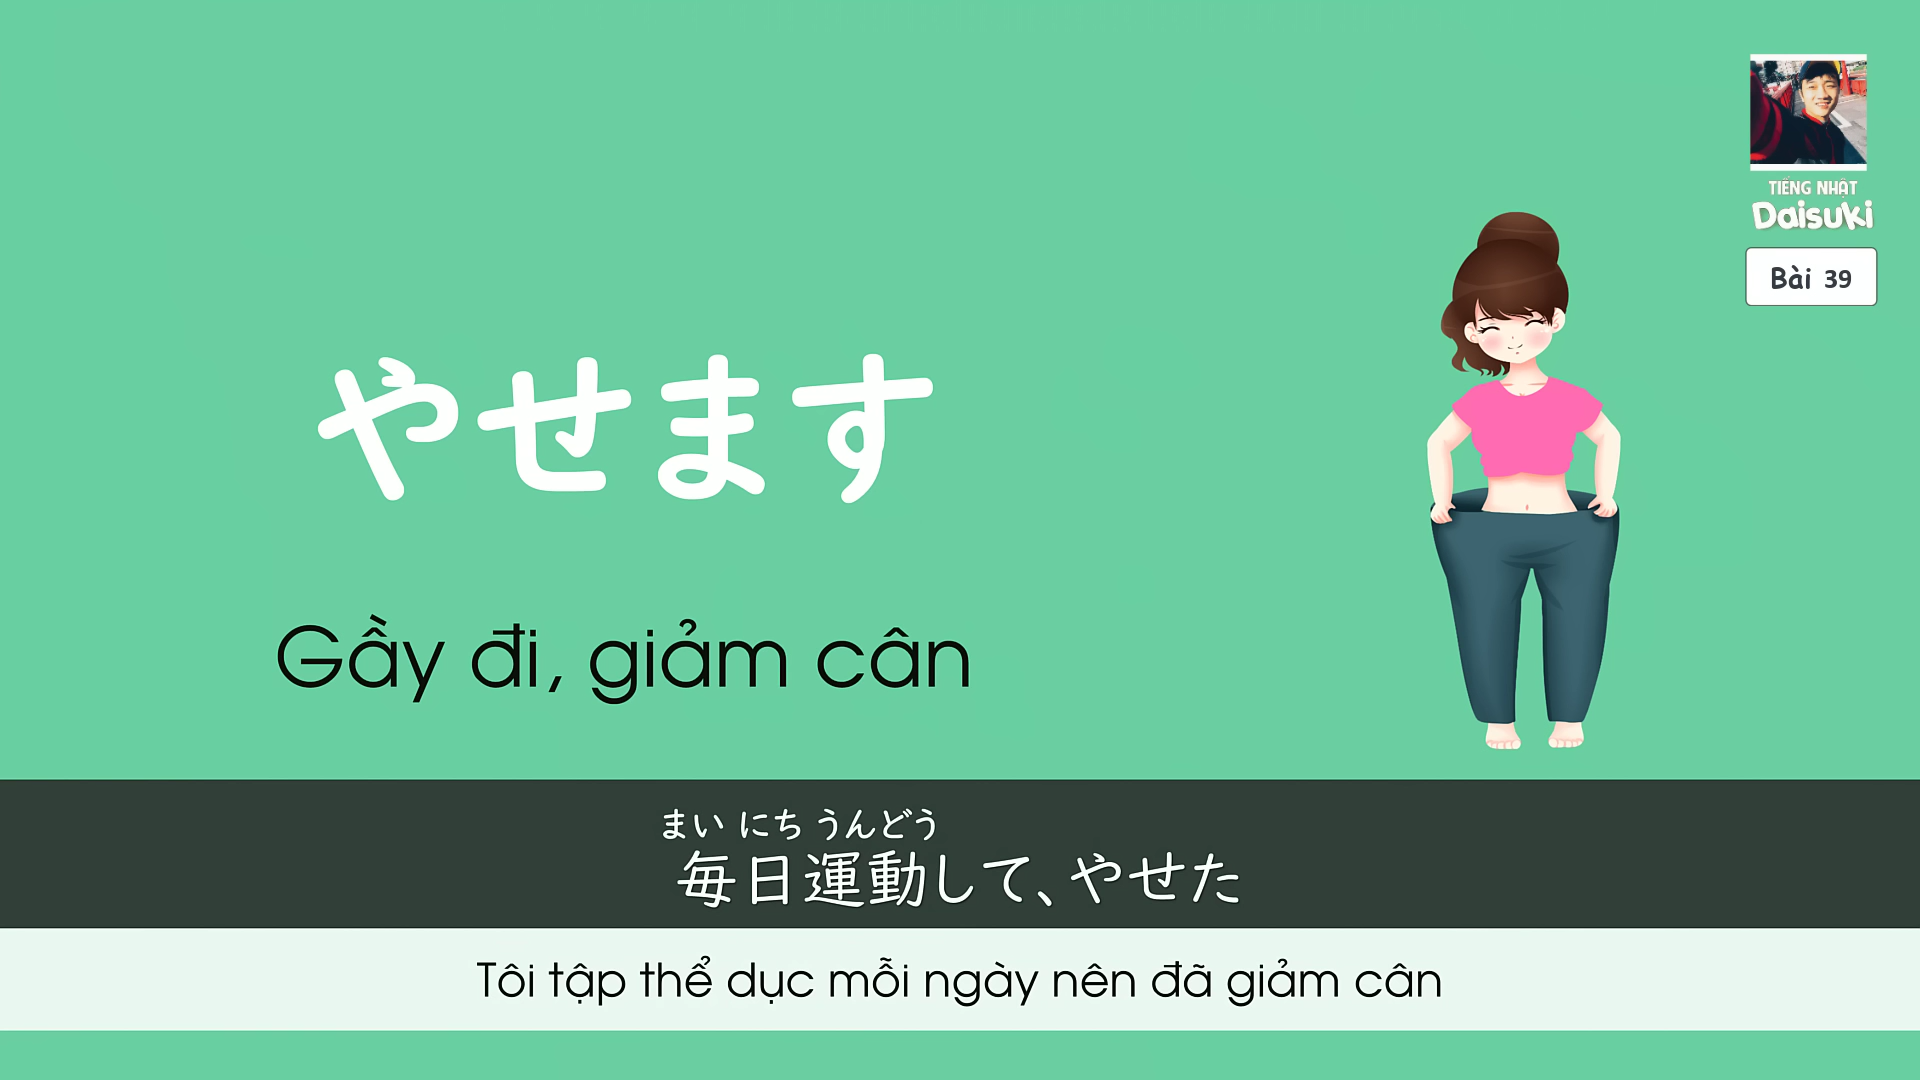 TIẾNG NHẬT
Daisuki
Bài 39
やせます
Gầy đi, giảm cân
まい にち うんどう
毎日運動して、やせた
Tôi tập thể dục mỗi ngày nên đã giảm cân